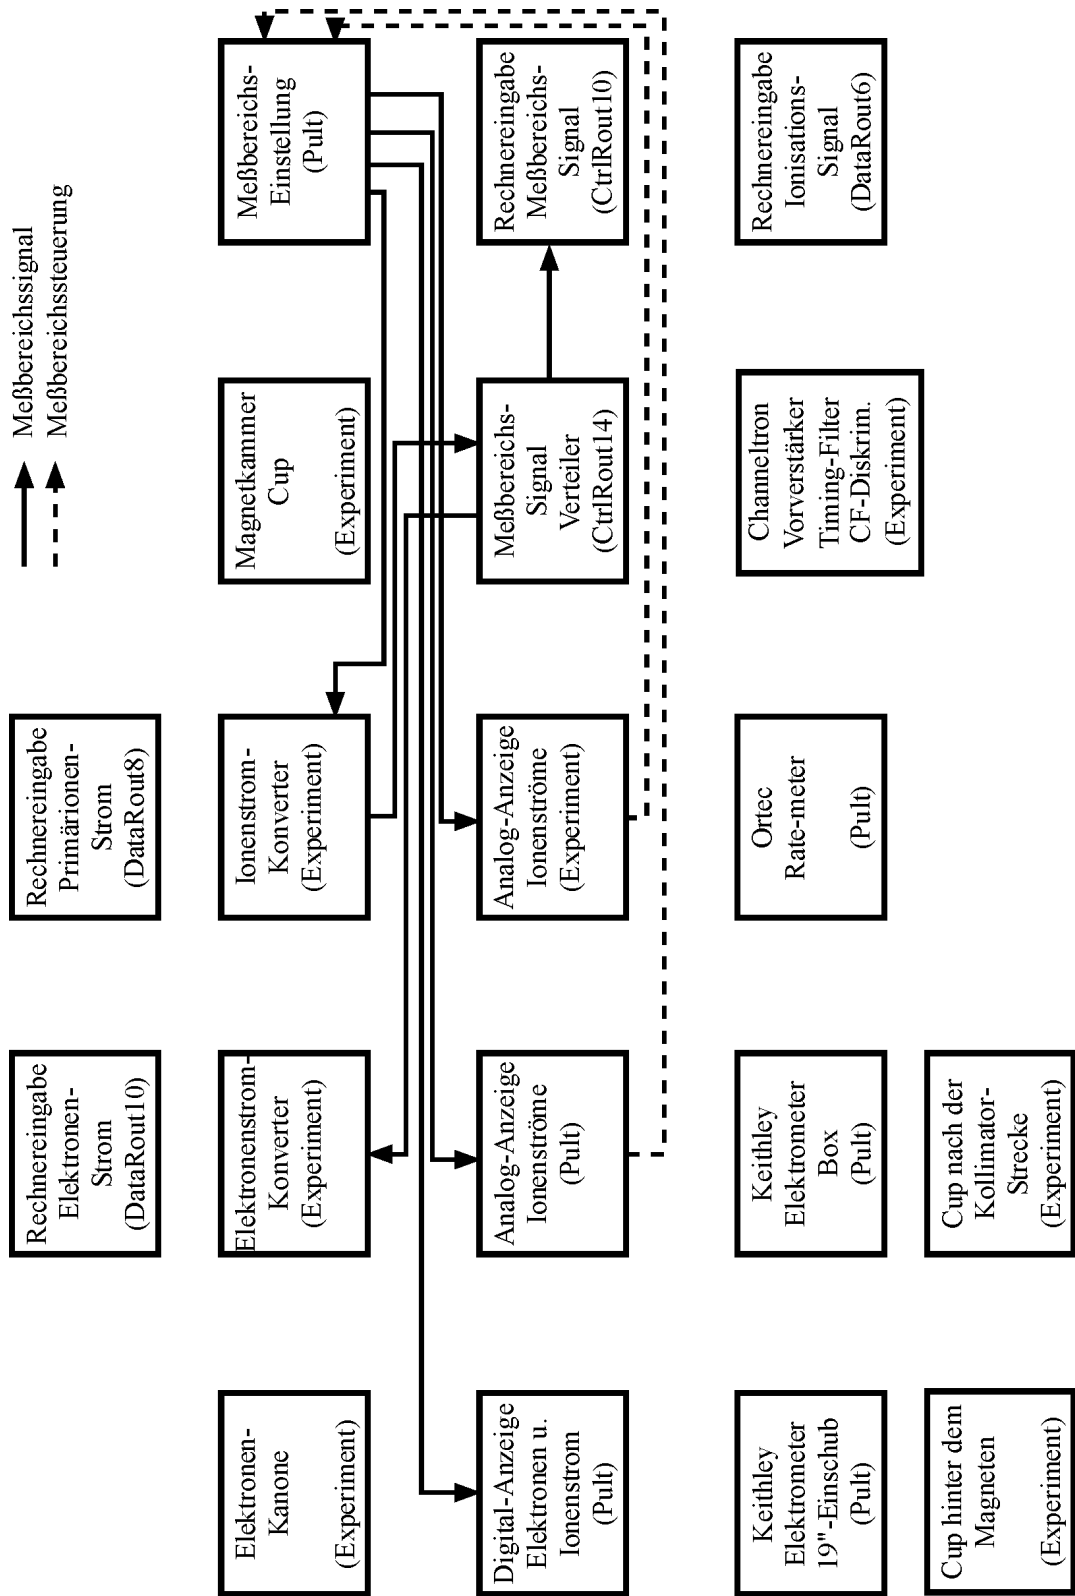 Rechnereingabe
Elektronen-
Strom
(DataRout10)
Rechnereingabe
Primärionen-
Strom
(DataRout8)
Meßbereichssignal
Meßbereichssteuerung
Elektronen-
Kanone
(Experiment)
Elektronenstrom-
Konverter
(Experiment)
Ionenstrom-
Konverter
(Experiment)
Magnetkammer
Cup
(Experiment)
Meßbereichs-
Einstellung
(Pult)
Digital-Anzeige
Elektronen u.
Ionenstrom
(Pult)
Analog-Anzeige
Ionenströme
(Pult)
Analog-Anzeige
Ionenströme
(Experiment)
Meßbereichs-
Signal
Verteiler
(CtrlRout14)
Rechnereingabe
Meßbereichs-
Signal
(CtrlRout10)
Keithley
Elektrometer
19"-Einschub
(Pult)
Keithley
Elektrometer
Box
(Pult)
Ortec
Rate-meter
(Pult)
Channeltron
Vorverstärker
Timing-Filter
CF-Diskrim.
(Experiment)
Rechnereingabe
Ionisations-
Signal
(DataRout6)
Cup hinter dem
Magneten
(Experiment)
Cup nach der
Kollimator-
Strecke
(Experiment)